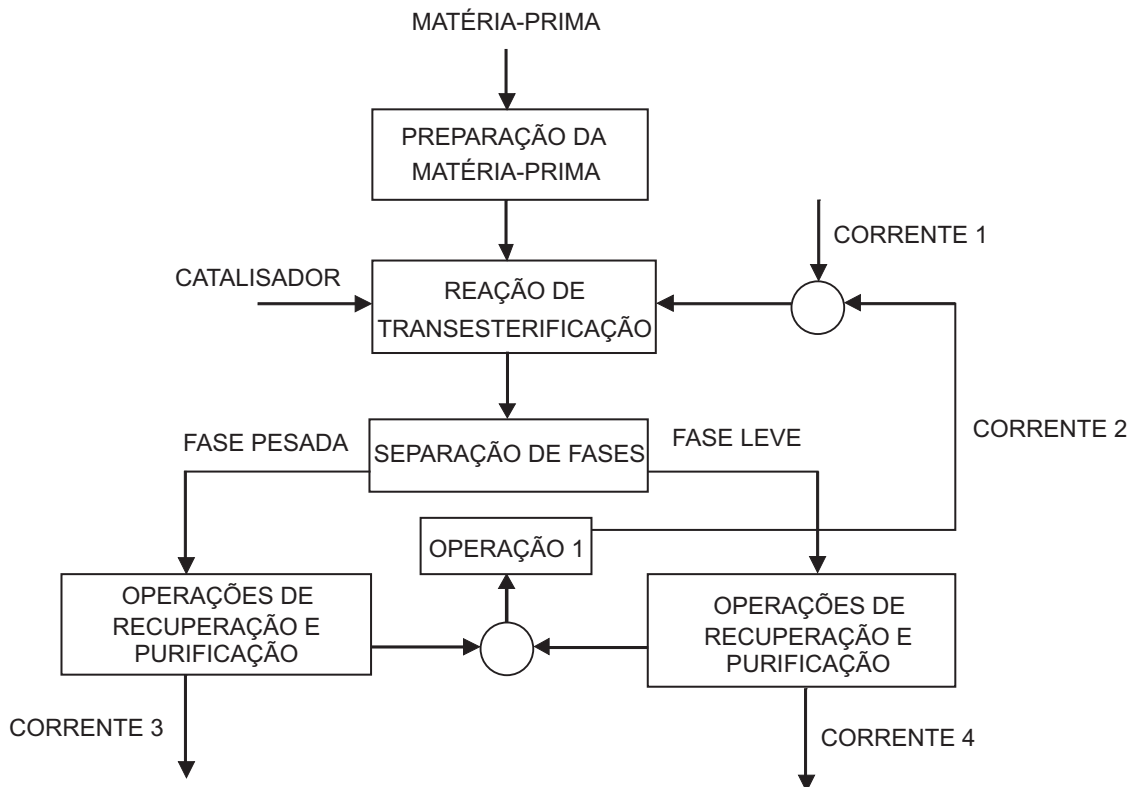 MATÉRIA-PRIMA
PREPARAÇÃO DA
MATÉRIA-PRIMA
CORRENTE 1
CATALISADOR
REAÇÃO DE
TRANSESTERIFICAÇÃO
CORRENTE 2
FASE PESADA
FASE LEVE
SEPARAÇÃO DE FASES
OPERAÇÃO 1
OPERAÇÕES DE
RECUPERAÇÃO E
PURIFICAÇÃO
OPERAÇÕES DE
RECUPERAÇÃO E
PURIFICAÇÃO
CORRENTE 3
CORRENTE 4